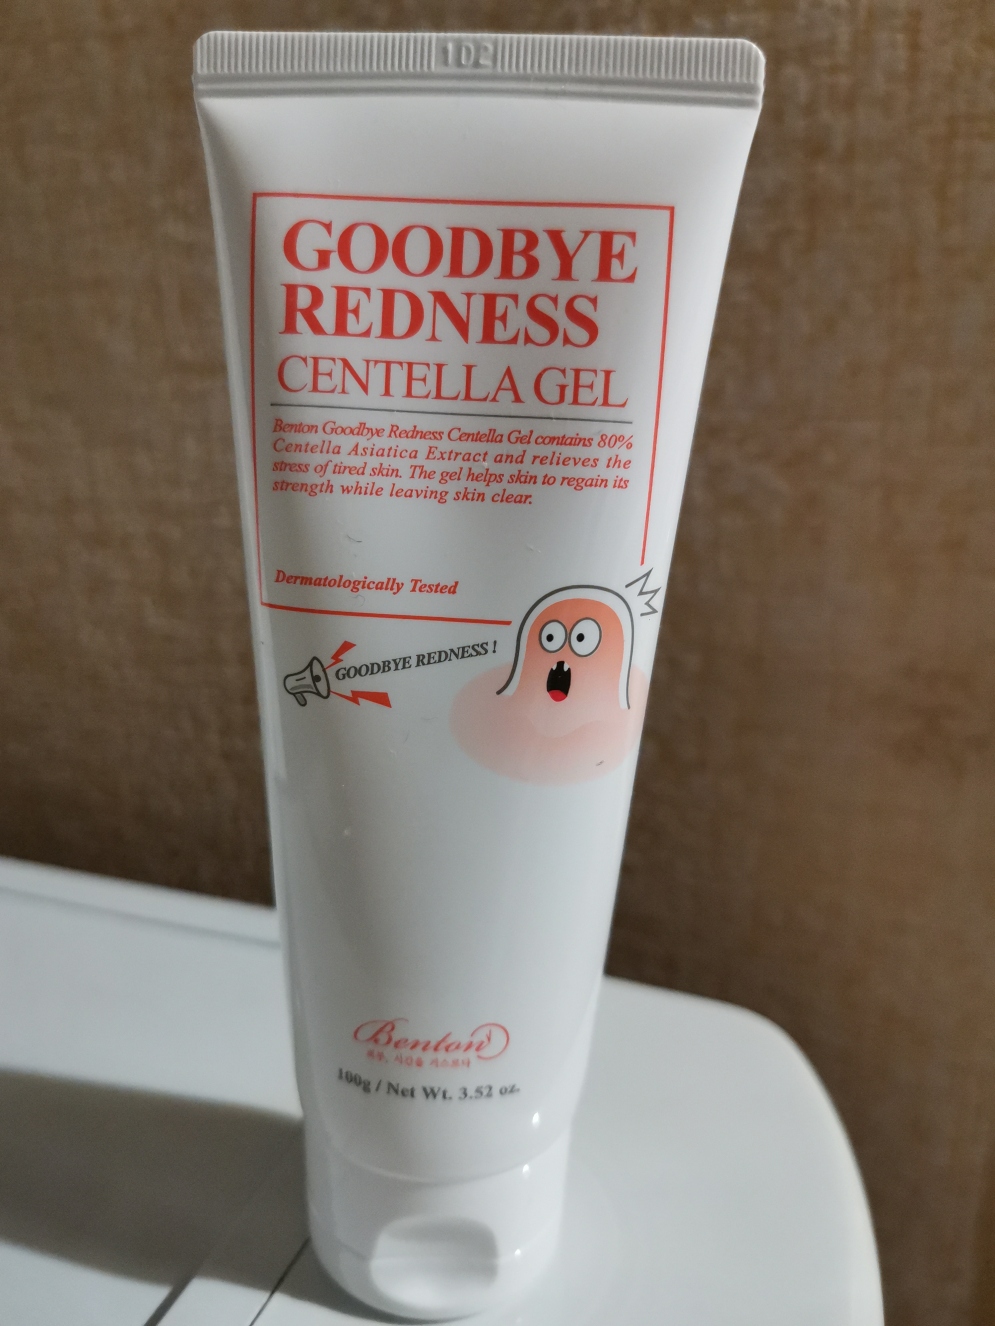 102
GOODBYE
REDNESS
CENTELLA GEL
Benton Goodbye Redness Centella Gel contains 80%
Centella Asiatica Extract and relieves the
stress of tired skin. The gel helps skin to regain its
strength while leaving skin clear.
Dermatologically Tested
GOODBYE REDNESS !
Benton
100g / Net Wt. 3.52 oz.